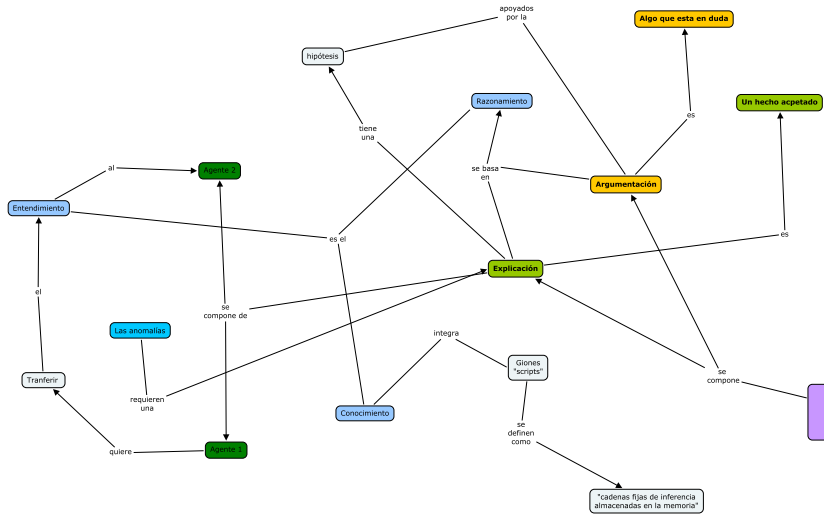 apoyados
por la
Algo que esta en duda
hipótesis
Razonamiento
Un hecho acpetado
es
tiene
una
al
Agente 2
se basa
en
Argumentación
Entendimiento
es el
es
Explicación
el
se
compone de
Las anomalías
integra
Giones
"scripts"
Tranferir
se
compone
requieren
una
Conocimiento
se
definen
como
quiere
Agente 1
"cadenas fijas de inferencia
almacenadas en la memoria"